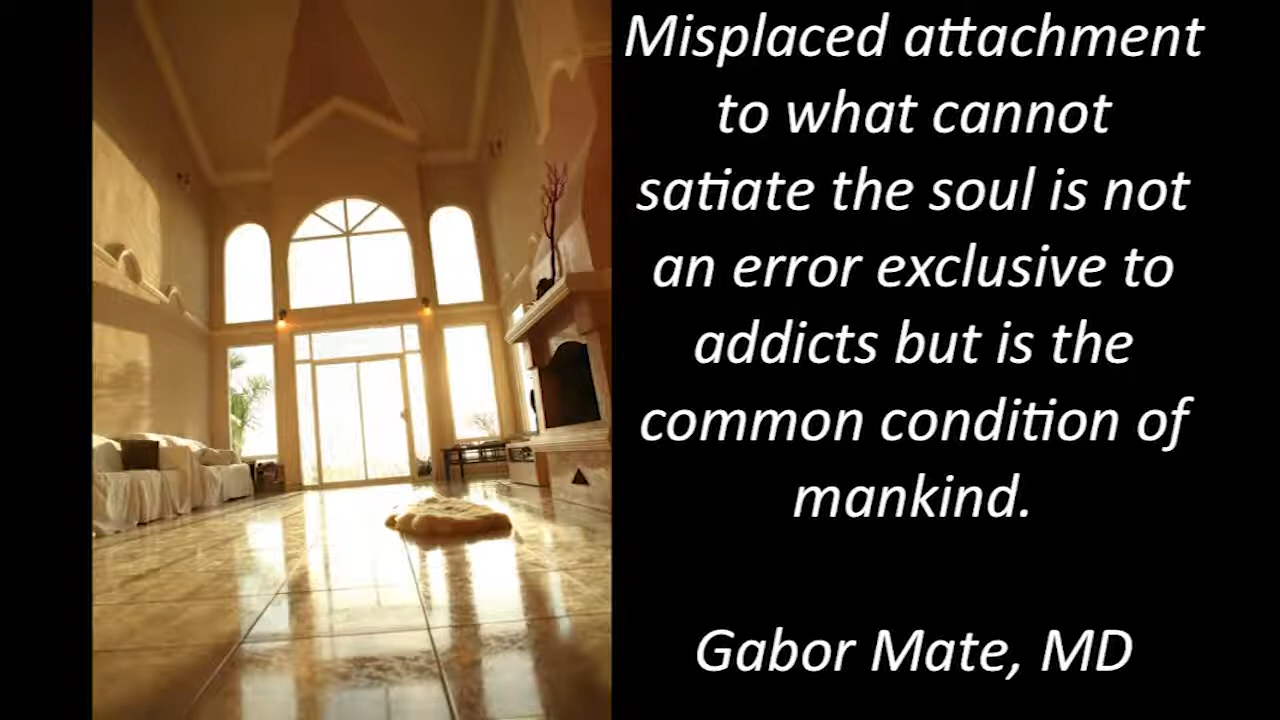 Misplaced attachment
to what cannot
satiate the soul is not
an error exclusive to
addicts but is the
common condition of
mankind.
Gabor Mate, MD